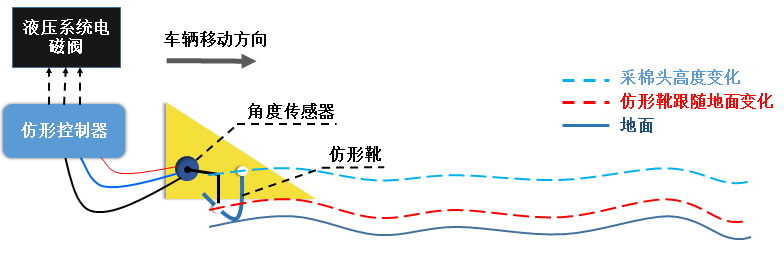 液压系统电
磁阀
车辆移动方向
采棉头高度变化
仿形靴跟随地面变化
地面
角度传感器
仿形控制器
仿形靴